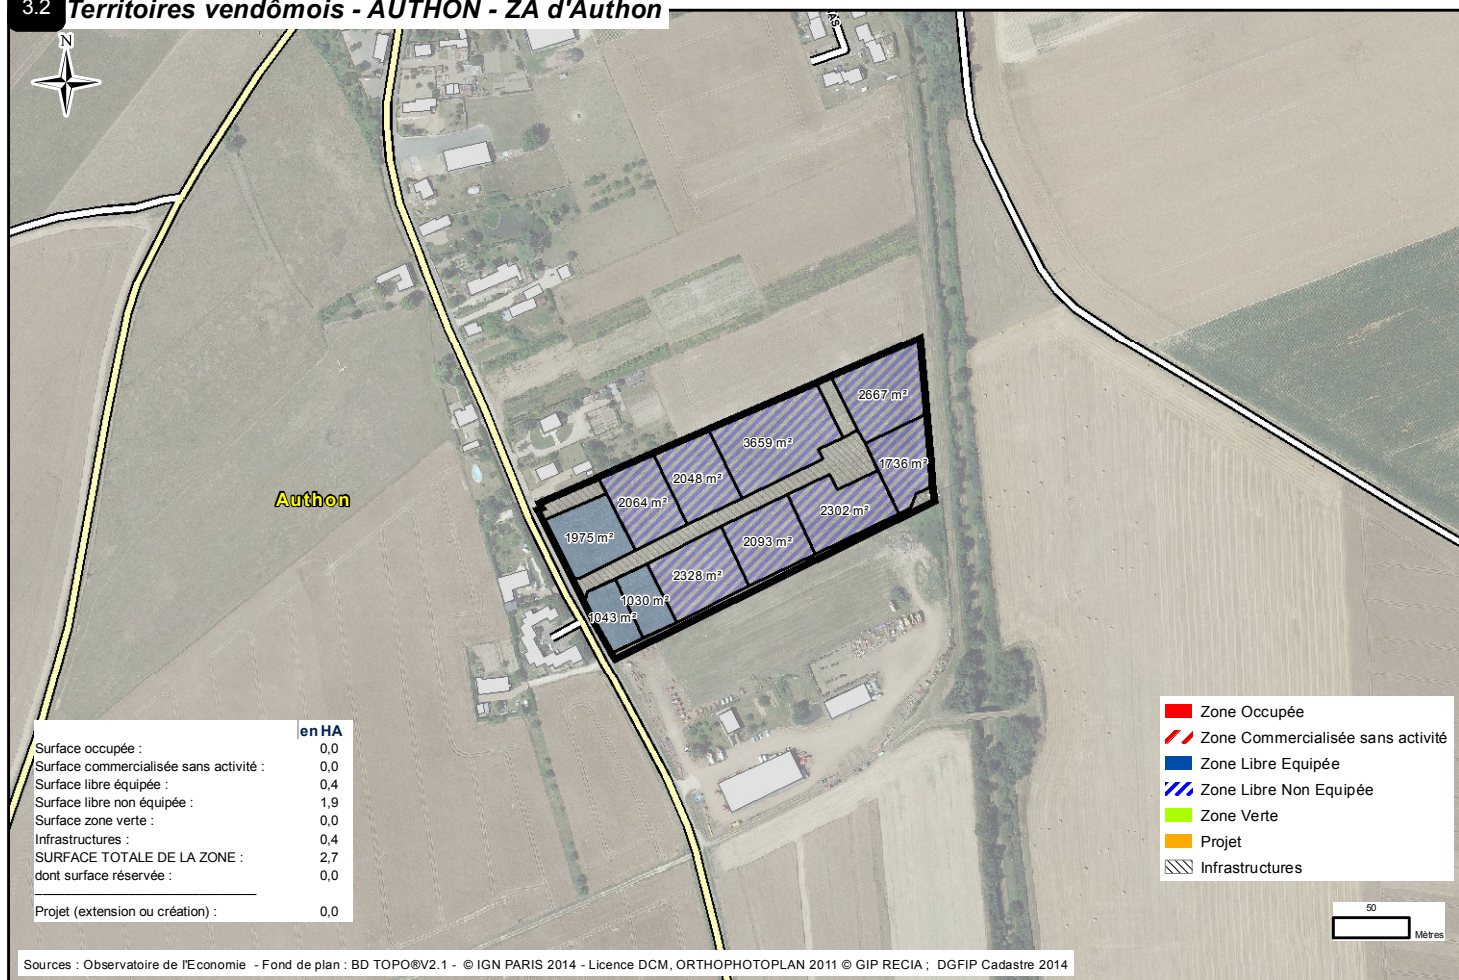 3.2 Territoires vendômois - AUTHON - ZA d'Authon
N
2667 m²
3659 m²
2048 m²
1736 m²
2064 m²
2302 m²
1975 m²
2093 m²
2328 m²
1030 m²
1043 m²
Authon
en HA
Surface occupée : 0,0
Surface commercialisée sans activité : 0,0
Surface libre équipée : 0,4
Surface libre non équipée : 1,9
Surface zone verte : 0,0
Infrastructures : 0,4
SURFACE TOTALE DE LA ZONE : 2,7
dont surface réservée : 0,0
Projet (extension ou création) : 0,0
Zone Occupée
Zone Commercialisée sans activité
Zone Libre Equipée
Zone Libre Non Equipée
Zone Verte
Projet
Infrastructures
50
Mètres
Sources : Observatoire de l'Economie - Fond de plan : BD TOPO®V2.1 - © IGN PARIS 2014 - Licence DCM, ORTHOPHOTOPLAN 2011 © GIP RECIA ; DGFIP Cadastre 2014